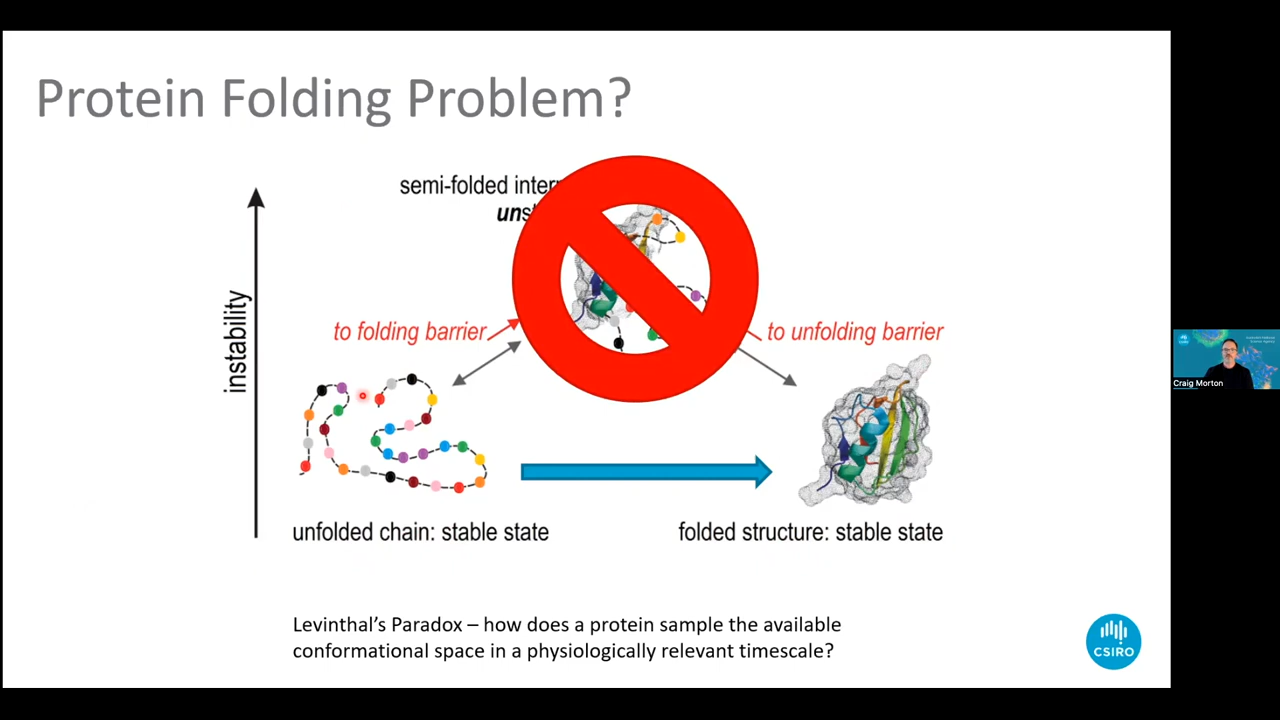 Protein Folding Problem?
semi-folded inter
uns
instability
to folding barrier
to unfolding barrier
unfolded chain: stable state
folded structure: stable state
Levinthal's Paradox – how does a protein sample the available
conformational space in a physiologically relevant timescale?
CSIRO
Craig Morton